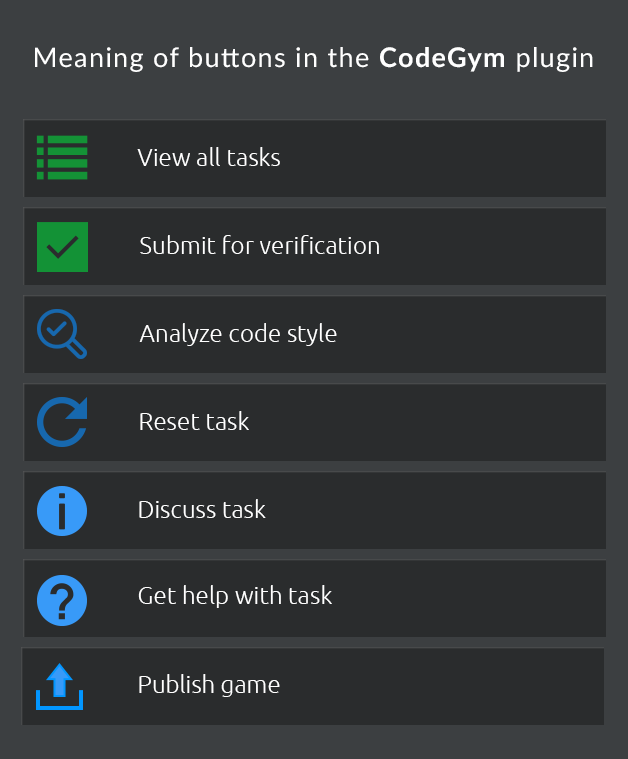 Meaning of buttons in the CodeGym plugin
View all tasks
Submit for verification
Analyze code style
Reset task
Discuss task
Get help with task
Publish game